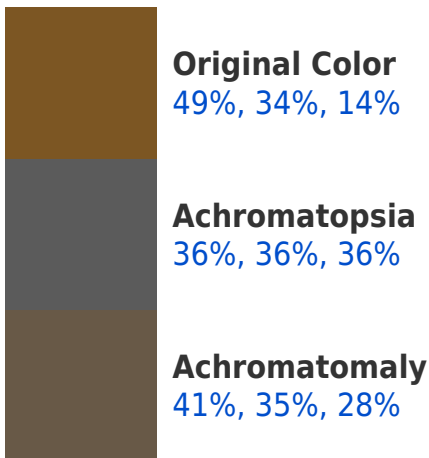 Original Color
49%, 34%, 14%
Achromatopsia
36%, 36%, 36%
Achromatomaly
41%, 35%, 28%